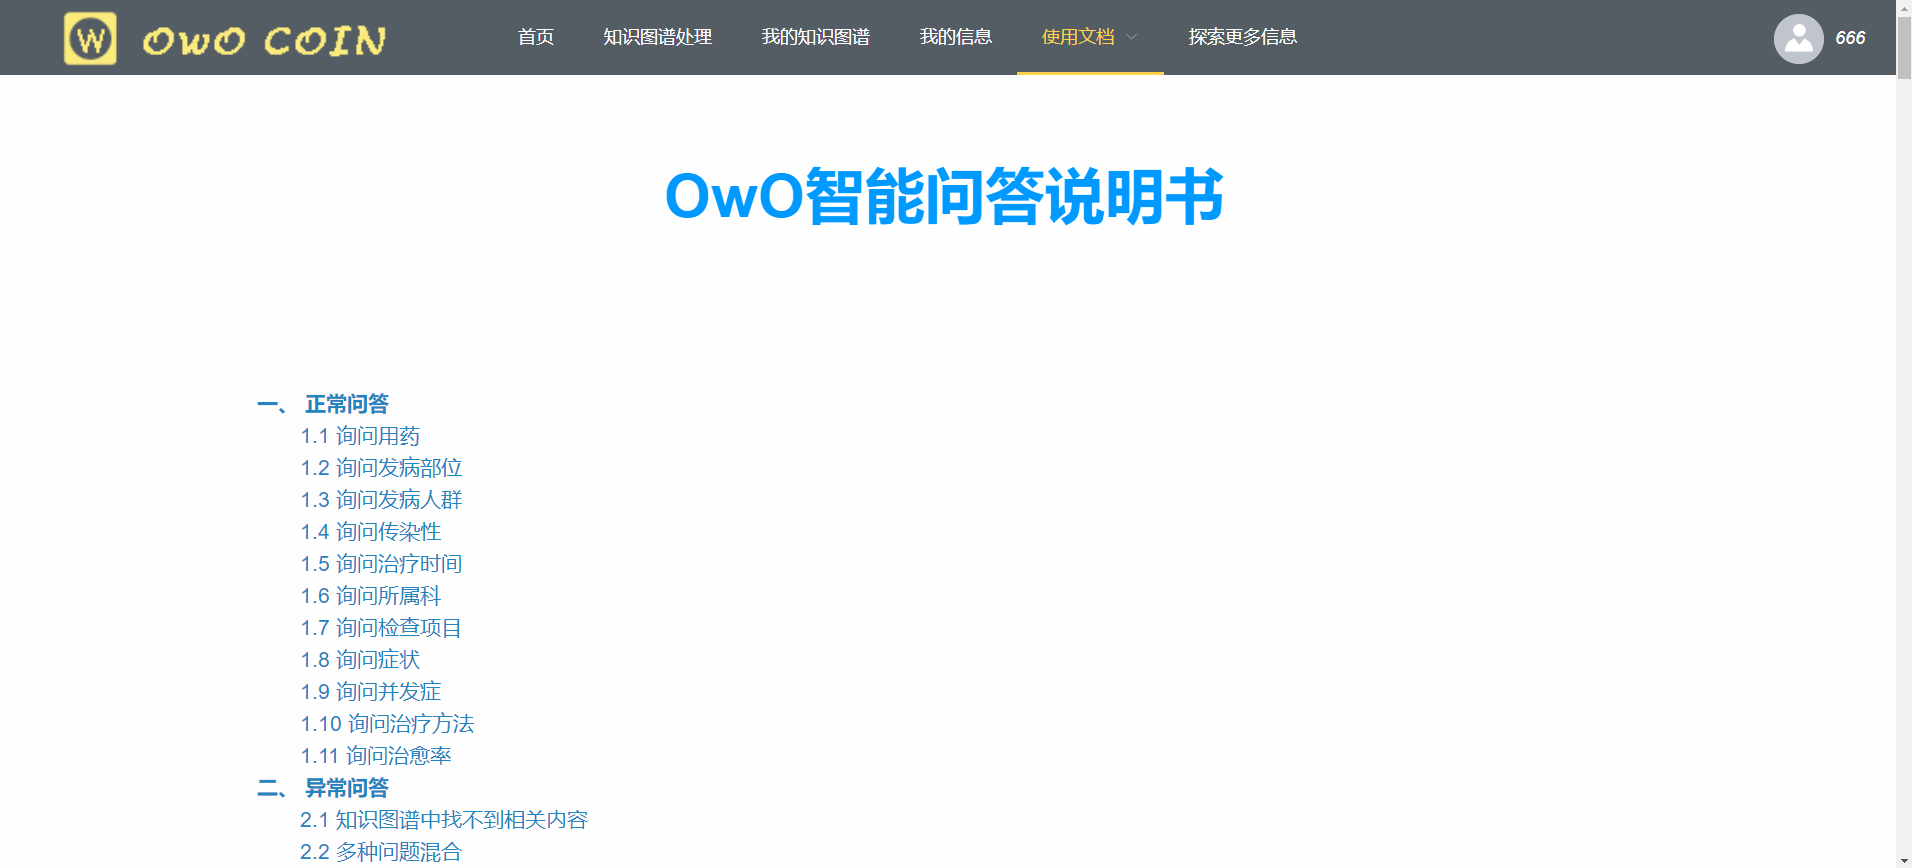 W OwO COIN 首页 知识图谱处理 我的知识图谱 我的信息 使用文档 探索更多信息 666
OwO智能问答说明书
一、 正常问答
1.1 询问用药
1.2 询问发病部位
1.3 询问发病人群
1.4 询问传染性
1.5 询问治疗时间
1.6 询问所属科
1.7 询问检查项目
1.8 询问症状
1.9 询问并发症
1.10 询问治疗方法
1.11 询问治愈率
二、 异常问答
2.1 知识图谱中找不到相关内容
2.2 多种问题混合